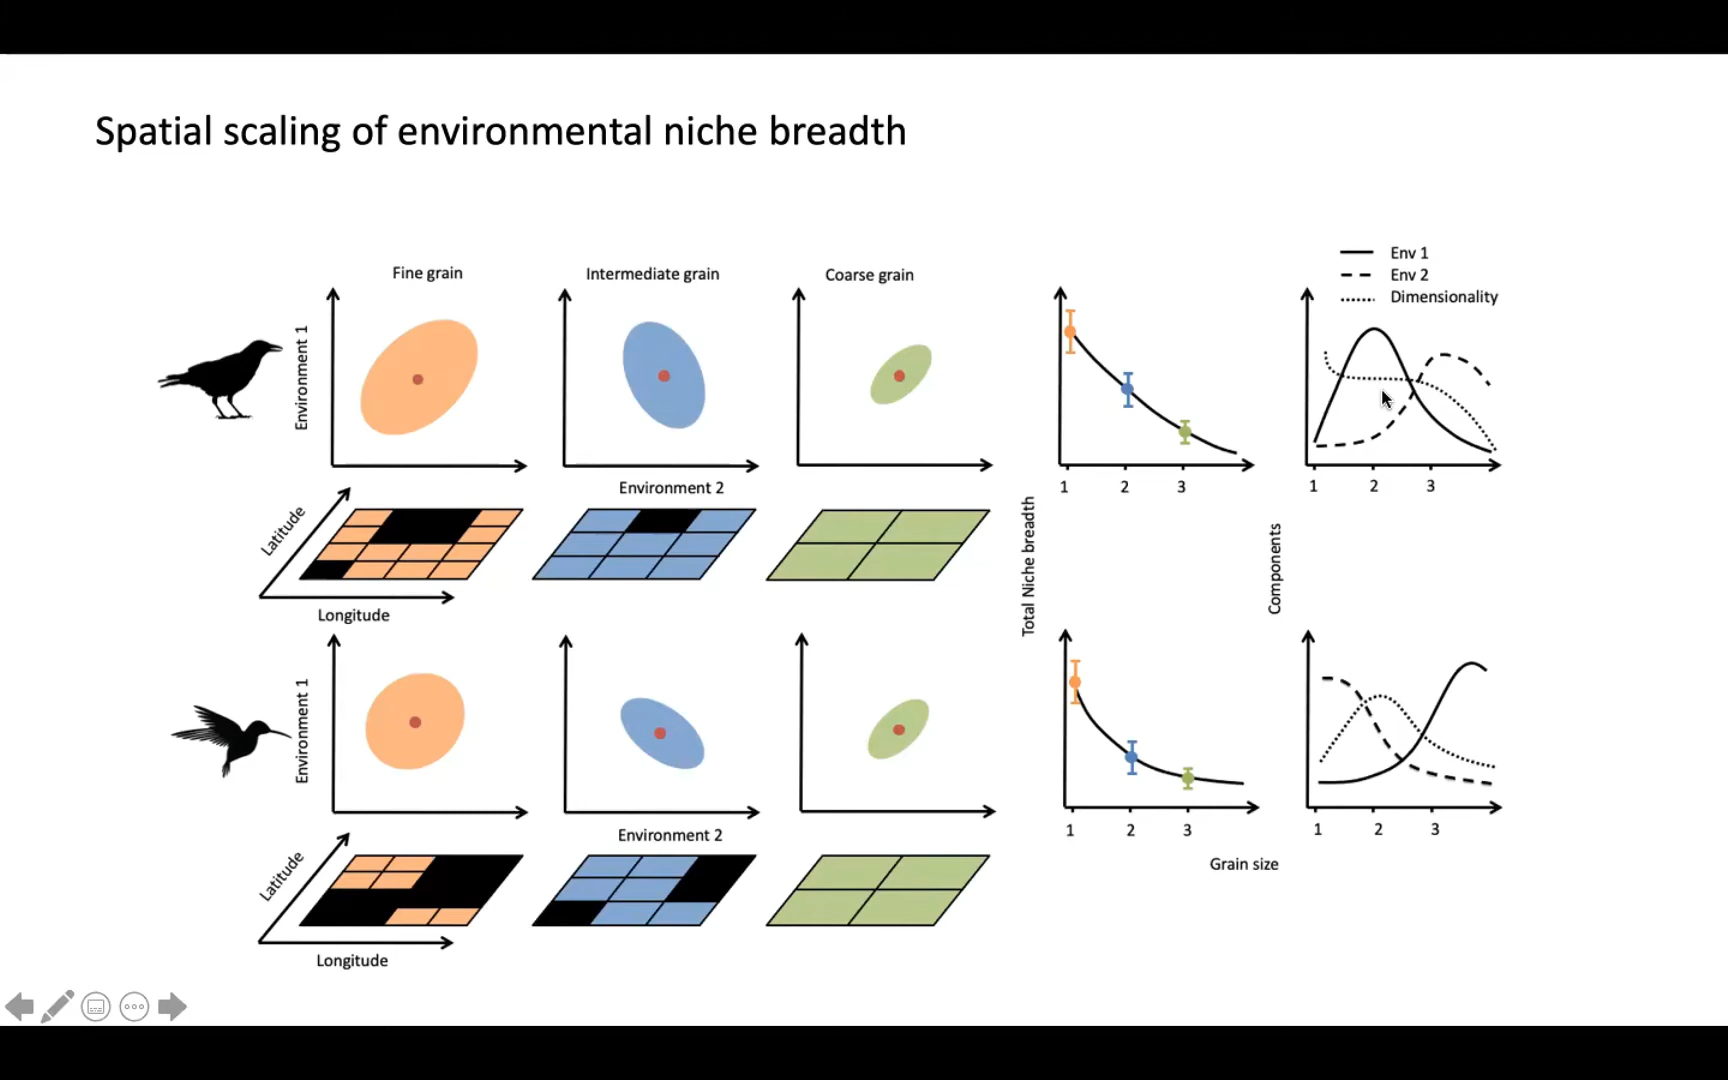 Spatial scaling of environmental niche breadth
Fine grain
Intermediate grain
Coarse grain
Env 1
Env 2
Dimensionality
Environment 1
Environment 2
1 2 3
1 2 3
Latitude
Longitude
Total Niche breadth
Components
Environment 1
Environment 2
1 2 3
1 2 3
Grain size
Latitude
Longitude